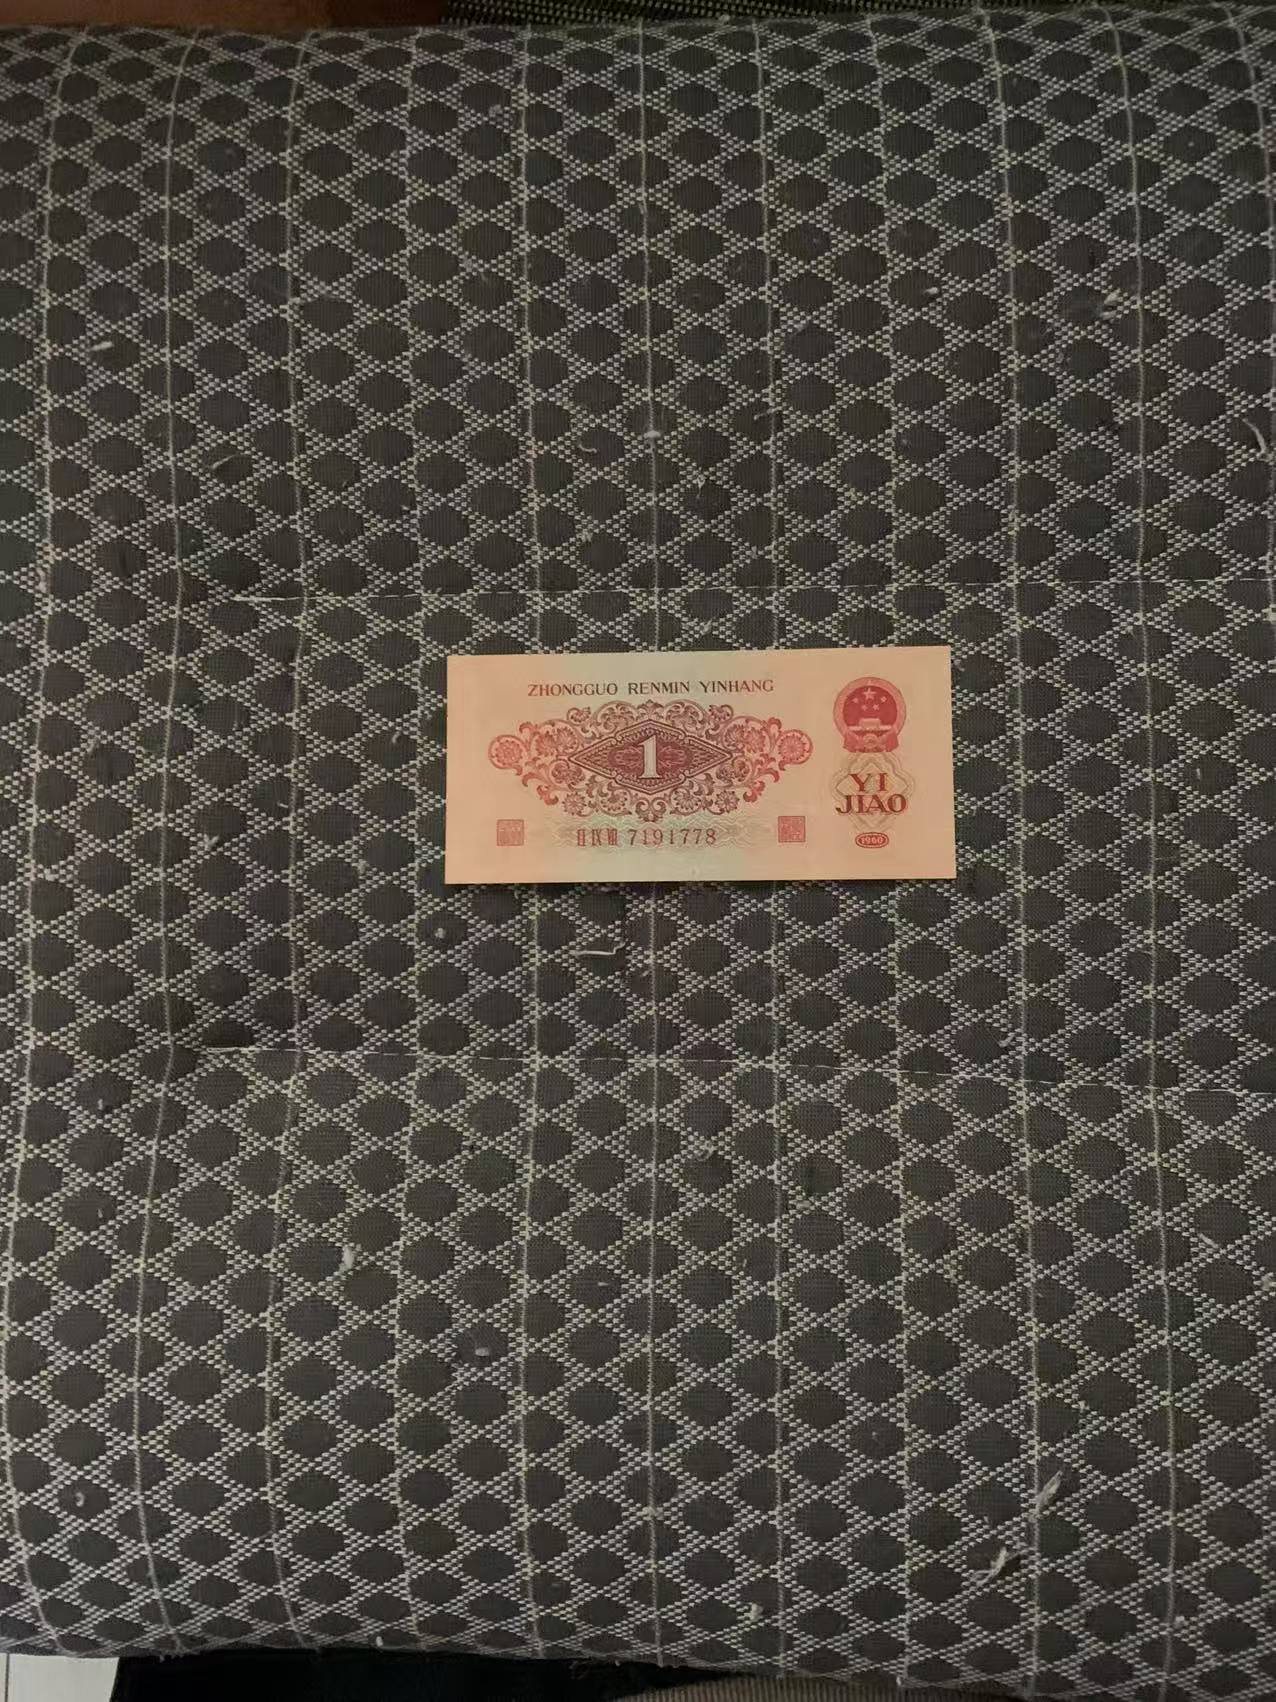 ZHONGGUO RENMIN YINHANG
1
YI
JIAO
7191778
1960